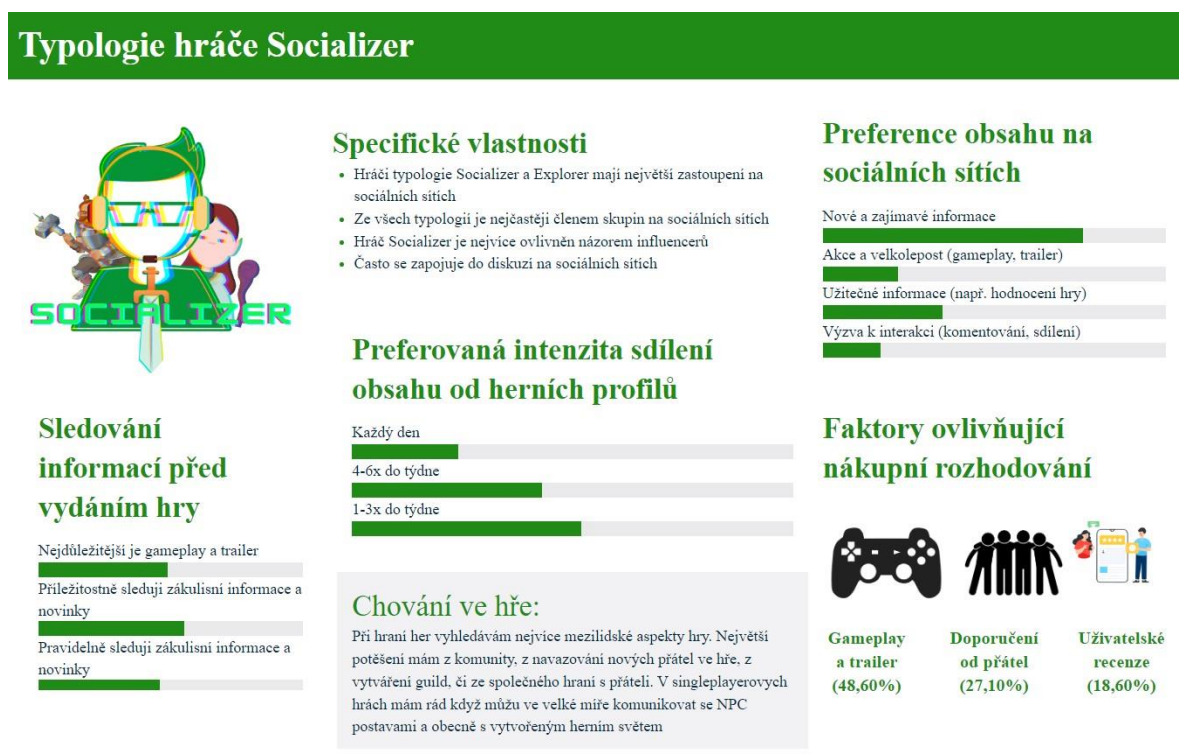 Typologie hráče Socializer
SOCIALIZER
Specifické vlastnosti
Hráči typologie Socializer a Explorer mají největší zastoupení na
sociálních sítích
Ze všech typologií je nejčastěji členem skupin na sociálních sítích
Hráč Socializer je nejvíce ovlivněn názorem influencerů
Často se zapojuje do diskuzí na sociálních sítích
Preference obsahu na
sociálních sítích
Nové a zajímavé informace
Akce a velkolepost (gameplay, trailer)
Užitečné informace (např. hodnocení hry)
Výzva k interakci (komentování, sdílení)
Preferovaná intenzita sdílení
obsahu od herních profilů
Každý den
4-6x do týdne
1-3x do týdne
Sledování
informací před
vydáním hry
Nejdůležitější je gameplay a trailer
Příležitostně sleduji zákulisní informace a
novinky
Pravidelně sleduji zákulisní informace a
novinky
Chování ve hře:
Při hraní her vyhledávám nejvíce mezilidské aspekty hry. Největší
potěšení mám z komunity, z navazování nových přátel ve hře, z
vytváření guild, či ze společného hraní s přáteli. V singleplayerovych
hrách mám rád když můžu ve velké míře komunikovat se NPC
postavami a obecně s vytvořeným herním světem
Faktory ovlivňující
nákupní rozhodování
Gameplay
a trailer
(48,60%)
Doporučení
od přátel
(27,10%)
Uživatelské
recenze
(18,60%)